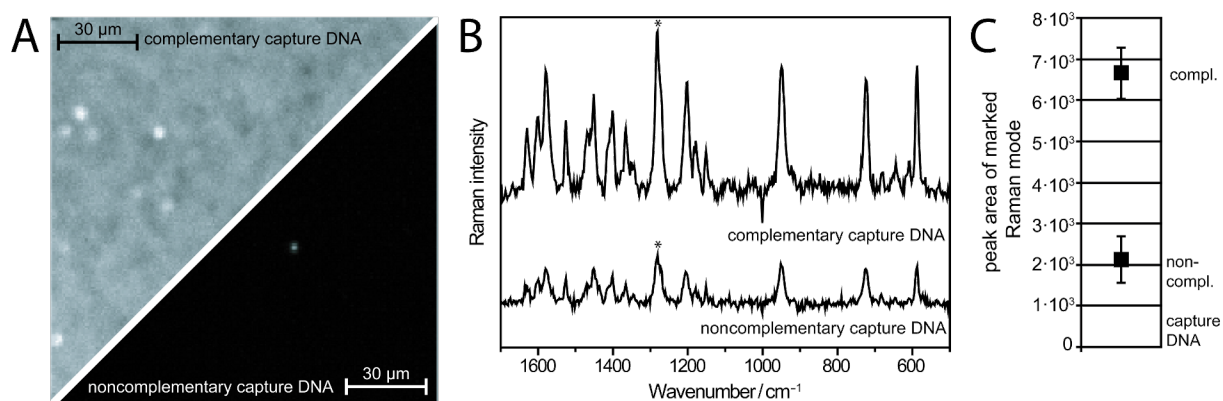 A
30 µm
complementary capture DNA
noncomplementary capture DNA
30 µm
B
Raman intensity
*
complementary capture DNA
*
noncomplementary capture DNA
1600
1400
1200
1000
800
600
Wavenumber/cm⁻¹
C
peak area of marked
Raman mode
8·10³
7·10³
6·10³
5·10³
4·10³
3·10³
2·10³
1·10³
0
compl.
non-
compl.
capture
DNA